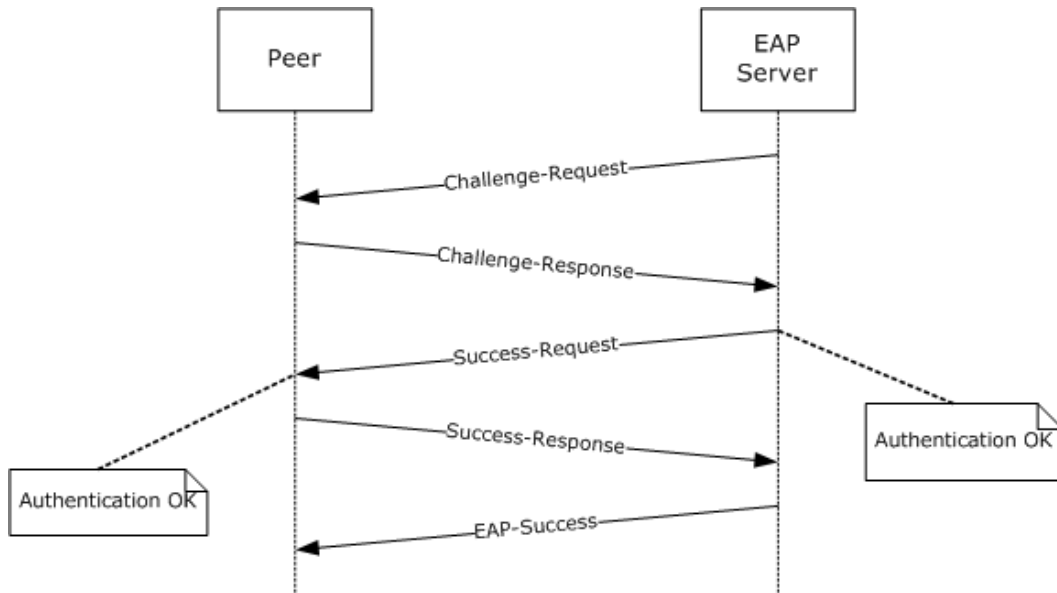 Peer
EAP
Server
Challenge-Request
Challenge-Response
Success-Request
Success-Response
Authentication OK
Authentication OK
EAP-Success